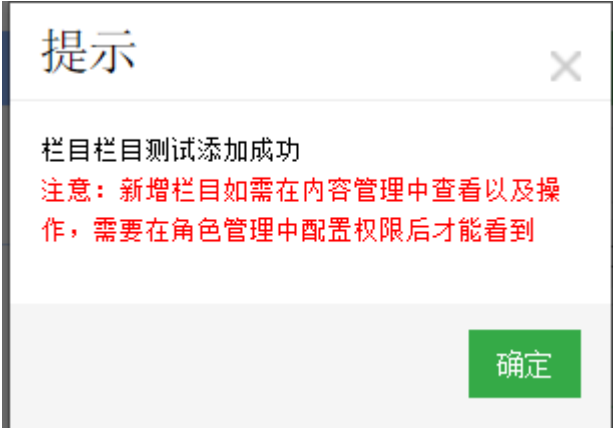 提示
栏目栏目测试添加成功
注意：新增栏目如需在内容管理中查看以及操
作，需要在角色管理中配置权限后才能看到
确定